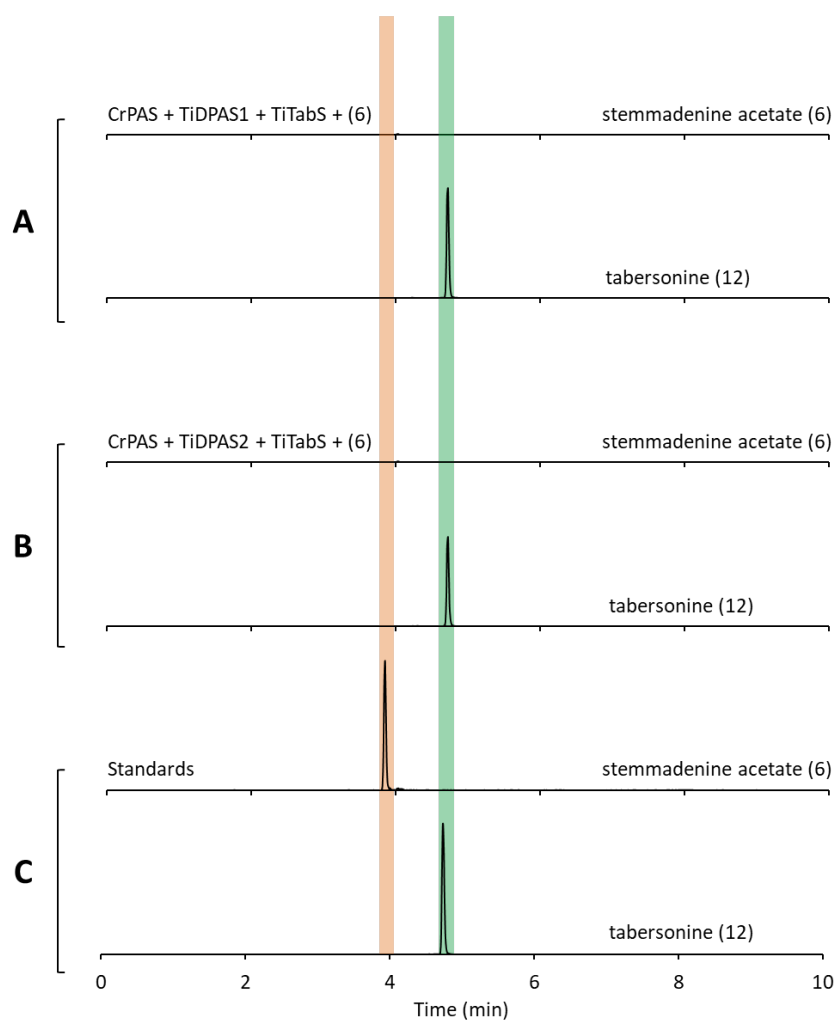 CrPAS + TiDPAS1 + TiTabS + (6) stemmadenine acetate (6)
A
tabersonine (12)
CrPAS + TiDPAS2 + TiTabS + (6) stemmadenine acetate (6)
B
tabersonine (12)
Standards stemmadenine acetate (6)
C
tabersonine (12)
0 2 4 6 8 10
Time (min)